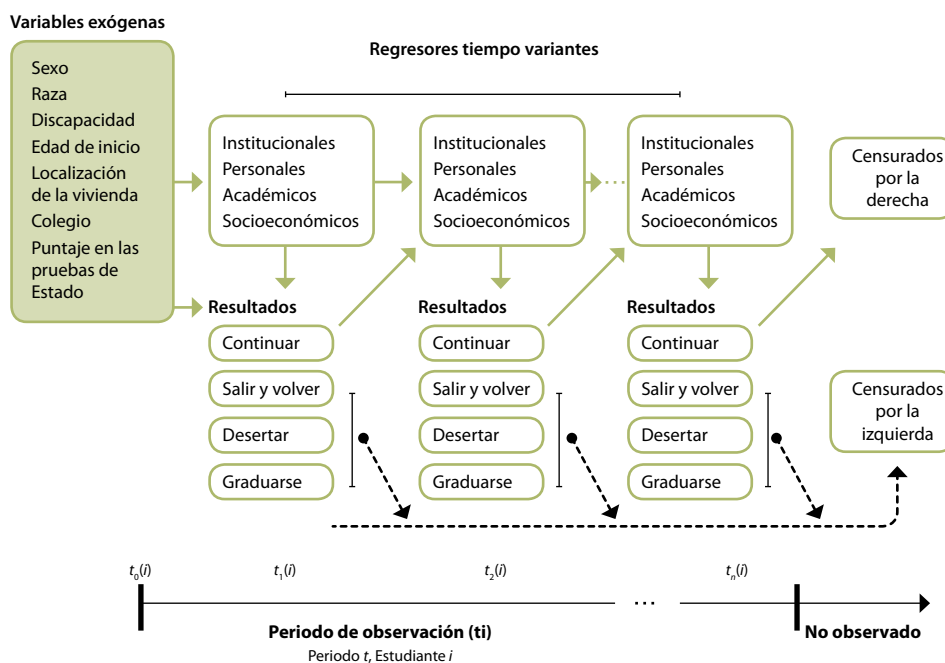 Variables exógenas
Sexo
Raza
Discapacidad
Edad de inicio
Localización
de la vivienda
Colegio
Puntaje en las
pruebas de
Estado
Regresores tiempo variantes
Institucionales
Personales
Académicos
Socioeconómicos
Institucionales
Personales
Académicos
Socioeconómicos
...
Institucionales
Personales
Académicos
Socioeconómicos
Censurados
por la
derecha
Resultados
Continuar
Salir y volver
Desertar
Graduarse
Resultados
Continuar
Salir y volver
Desertar
Graduarse
Resultados
Continuar
Salir y volver
Desertar
Graduarse
Censurados
por la
izquierda
t₀(i) t₁(i) t₂(i) tₙ(i)
...
Periodo de observación (ti) No observado
Periodo t, Estudiante i